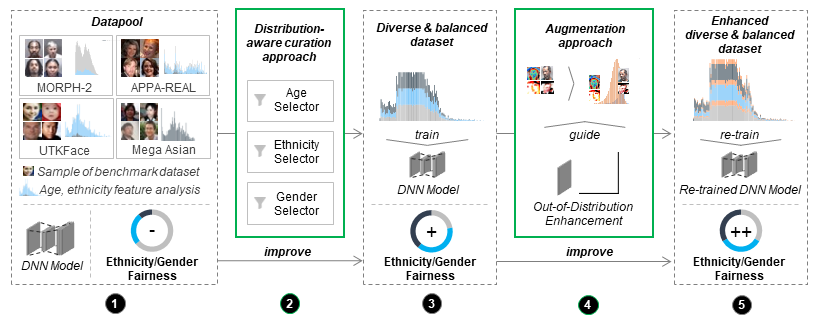 Datapool
MORPH-2
APPA-REAL
UTKFace
Mega Asian
Sample of benchmark dataset
Age, ethnicity feature analysis
DNN Model
-
Ethnicity/Gender
Fairness
1
Distribution-
aware curation
approach
Age
Selector
Ethnicity
Selector
Gender
Selector
improve
2
Diverse & balanced
dataset
train
DNN Model
+
Ethnicity/Gender
Fairness
3
Augmentation
approach
guide
Out-of-Distribution
Enhancement
improve
4
Enhanced
diverse & balanced
dataset
re-train
Re-trained DNN Model
++
Ethnicity/Gender
Fairness
5